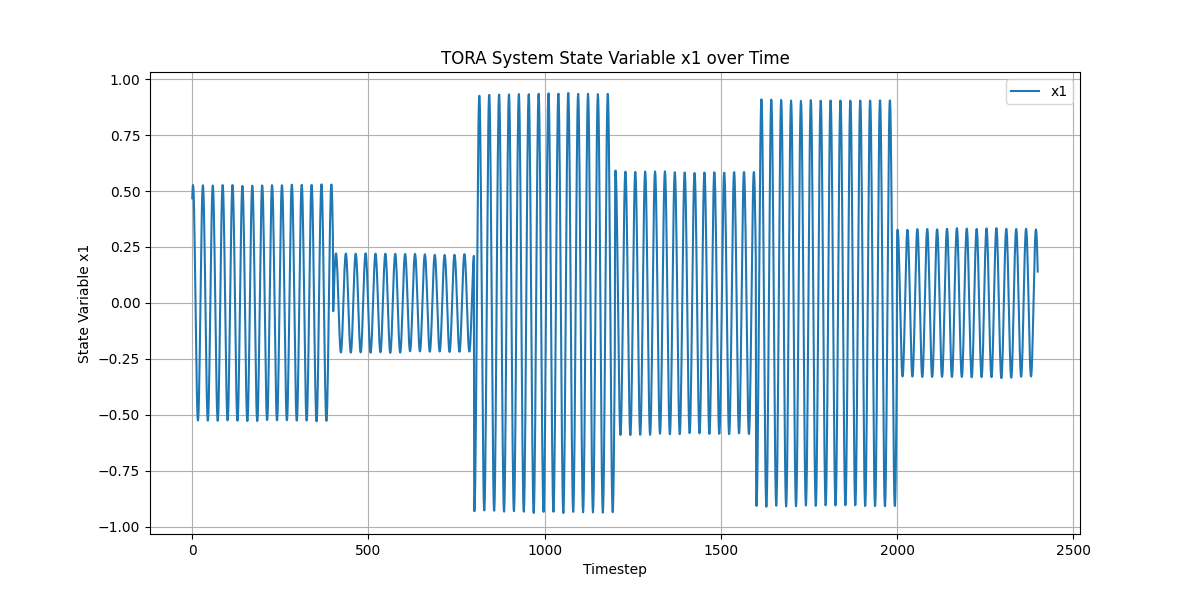 TORA System State Variable x1 over Time
x1
State Variable x1
1.00
0.75
0.50
0.25
0.00
−0.25
−0.50
−0.75
−1.00
0 500 1000 1500 2000 2500
Timestep